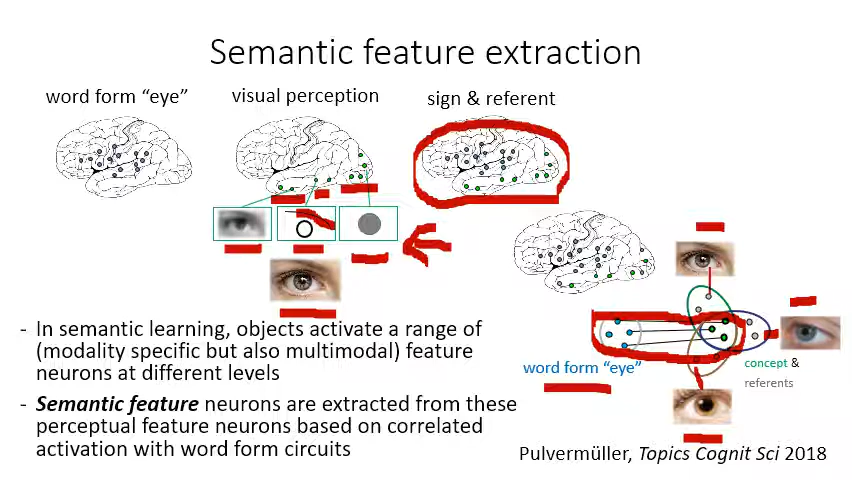 Semantic feature extraction
word form “eye”
visual perception
sign & referent
- In semantic learning, objects activate a range of
(modality specific but also multimodal) feature
neurons at different levels
- Semantic feature neurons are extracted from these
perceptual feature neurons based on correlated
activation with word form circuits
word form “eye”
concept &
referents
Pulvermüller, Topics Cognit Sci 2018